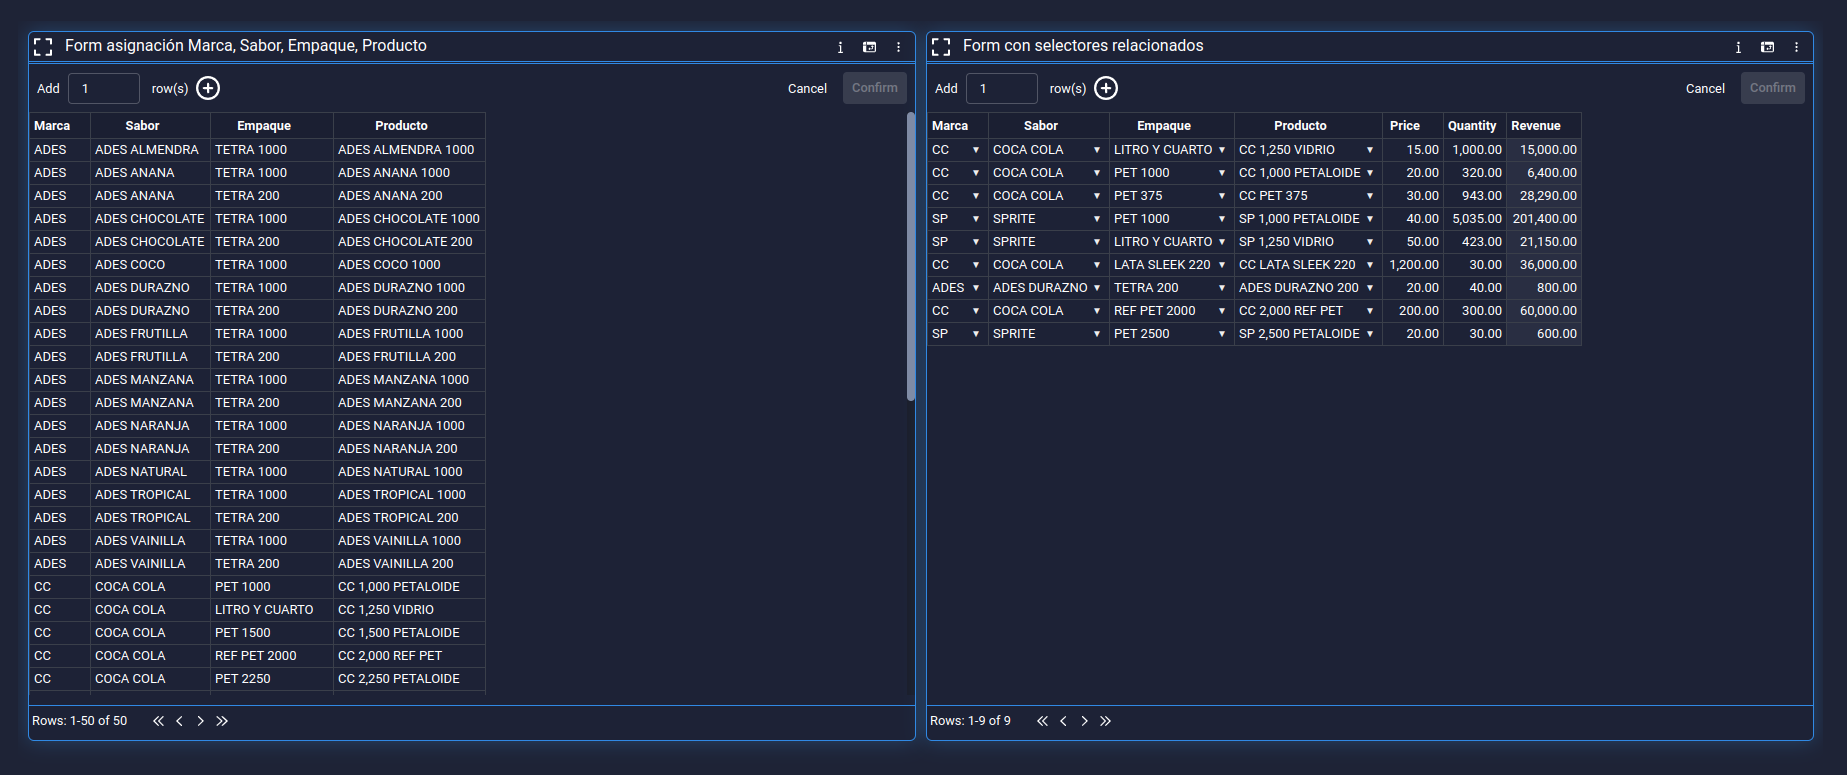 Form asignación Marca, Sabor, Empaque, Producto
Add 1 row(s) Cancel Confirm
Marca Sabor Empaque Producto
ADES ADES ALMENDRA TETRA 1000 ADES ALMENDRA 1000
ADES ADES ANANA TETRA 1000 ADES ANANA 1000
ADES ADES ANANA TETRA 200 ADES ANANA 200
ADES ADES CHOCOLATE TETRA 1000 ADES CHOCOLATE 1000
ADES ADES CHOCOLATE TETRA 200 ADES CHOCOLATE 200
ADES ADES COCO TETRA 1000 ADES COCO 1000
ADES ADES DURAZNO TETRA 1000 ADES DURAZNO 1000
ADES ADES DURAZNO TETRA 200 ADES DURAZNO 200
ADES ADES FRUTILLA TETRA 1000 ADES FRUTILLA 1000
ADES ADES FRUTILLA TETRA 200 ADES FRUTILLA 200
ADES ADES MANZANA TETRA 1000 ADES MANZANA 1000
ADES ADES MANZANA TETRA 200 ADES MANZANA 200
ADES ADES NARANJA TETRA 1000 ADES NARANJA 1000
ADES ADES NARANJA TETRA 200 ADES NARANJA 200
ADES ADES NATURAL TETRA 1000 ADES NATURAL 1000
ADES ADES TROPICAL TETRA 1000 ADES TROPICAL 1000
ADES ADES TROPICAL TETRA 200 ADES TROPICAL 200
ADES ADES VAINILLA TETRA 1000 ADES VAINILLA 1000
ADES ADES VAINILLA TETRA 200 ADES VAINILLA 200
CC COCA COLA PET 1000 CC 1,000 PETALOIDE
CC COCA COLA LITRO Y CUARTO CC 1,250 VIDRIO
CC COCA COLA PET 1500 CC 1,500 PETALOIDE
CC COCA COLA REF PET 2000 CC 2,000 REF PET
CC COCA COLA PET 2250 CC 2,250 PETALOIDE
Rows: 1-50 of 50
Form con selectores relacionados
Add 1 row(s) Cancel Confirm
Marca Sabor Empaque Producto Price Quantity Revenue
CC COCA COLA LITRO Y CUARTO CC 1,250 VIDRIO 15.00 1,000.00 15,000.00
CC COCA COLA PET 1000 CC 1,000 PETALOIDE 20.00 320.00 6,400.00
CC COCA COLA PET 375 CC PET 375 30.00 943.00 28,290.00
SP SPRITE PET 1000 SP 1,000 PETALOIDE 40.00 5,035.00 201,400.00
SP SPRITE LITRO Y CUARTO SP 1,250 VIDRIO 50.00 423.00 21,150.00
CC COCA COLA LATA SLEEK 220 CC LATA SLEEK 220 1,200.00 30.00 36,000.00
ADES ADES DURAZNO TETRA 200 ADES DURAZNO 200 20.00 40.00 800.00
CC COCA COLA REF PET 2000 CC 2,000 REF PET 200.00 300.00 60,000.00
SP SPRITE PET 2500 SP 2,500 PETALOIDE 20.00 30.00 600.00
Rows: 1-9 of 9